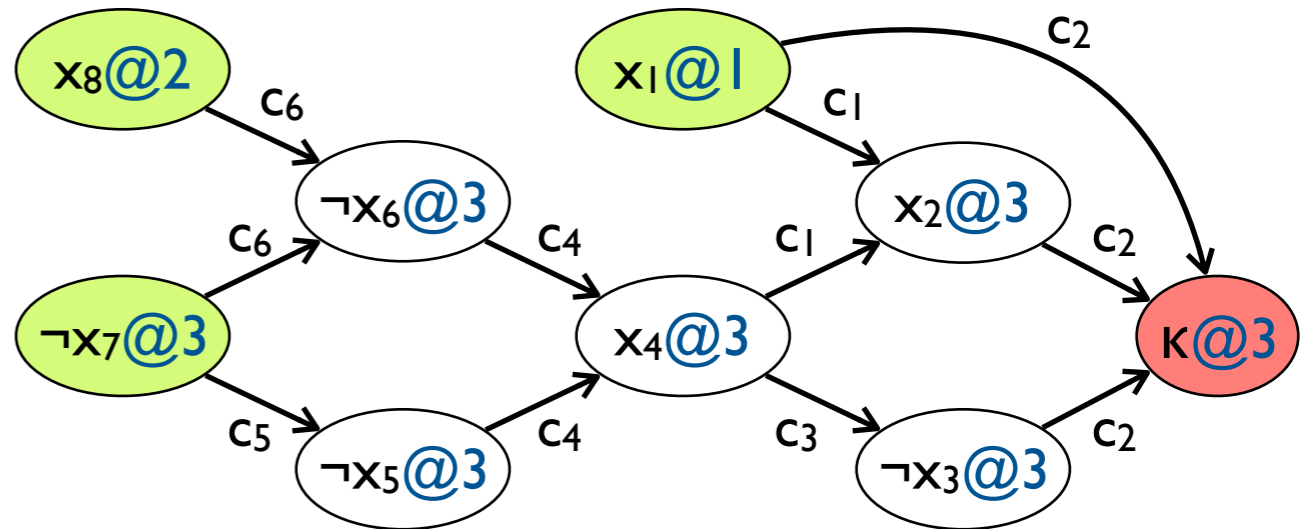 x₈@2
x₁@1
c₂
c₆
c₁
¬x₆@3
x₂@3
c₆
c₄
c₁
c₂
¬x₇@3
x₄@3
κ@3
c₅
c₄
c₃
c₂
¬x₅@3
¬x₃@3